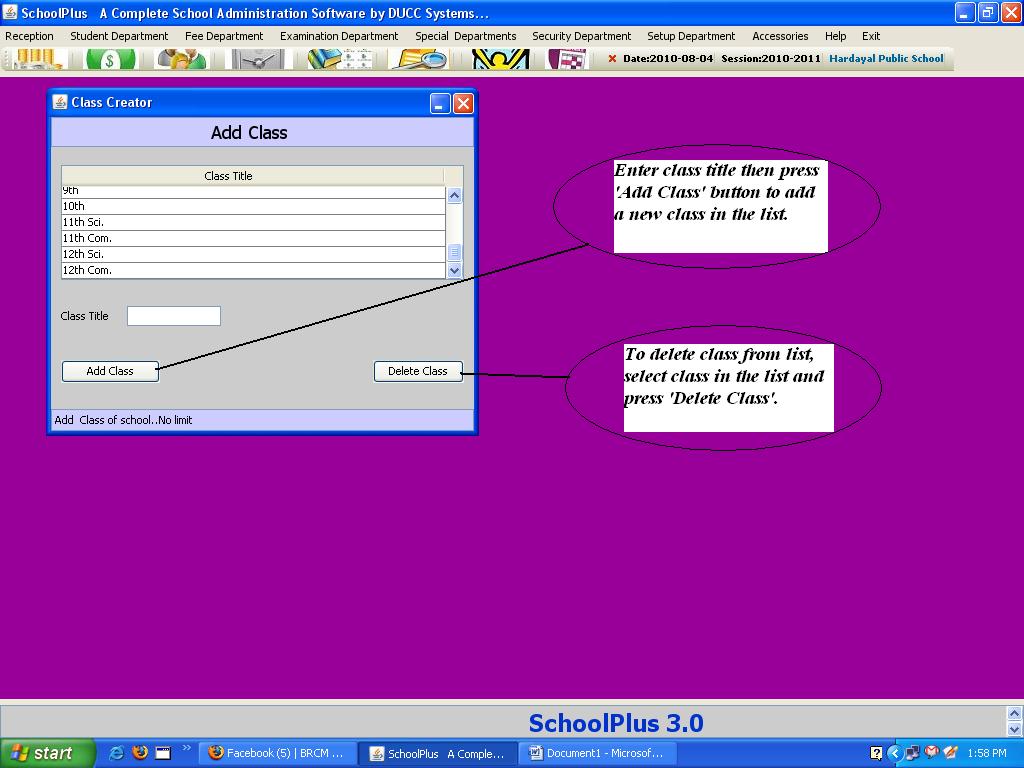 SchoolPlus A Complete School Administration Software by DUCC Systems...
Reception Student Department Fee Department Examination Department Special Departments Security Department Setup Department Accessories Help Exit
Date:2010-08-04 Session:2010-2011 Hardayal Public School
Class Creator
Add Class
Class Title
9th
10th
11th Sci.
11th Com.
12th Sci.
12th Com.
Class Title
Add Class
Delete Class
Add Class of school..No limit
Enter class title then press
'Add Class' button to add
a new class in the list.
To delete class from list,
select class in the list and
press 'Delete Class'.
SchoolPlus 3.0
start
Facebook (5) | BRCM ...
SchoolPlus A Comple...
Document1 - Microsof...
1:58 PM